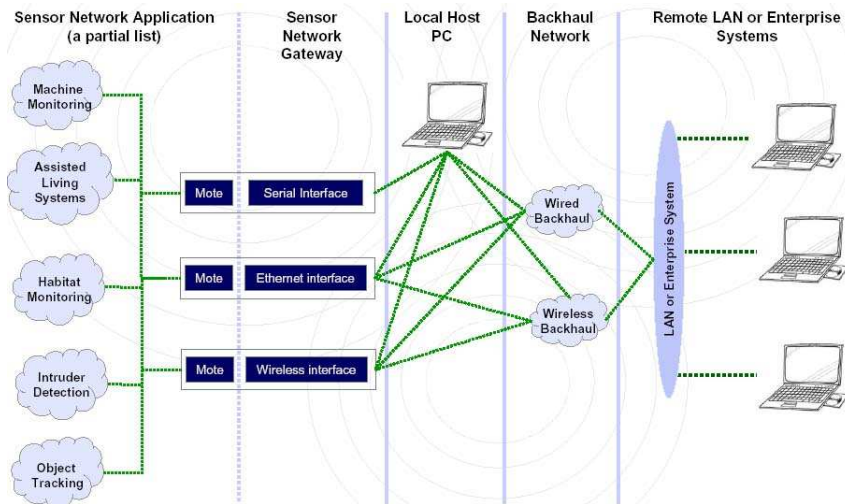 Sensor Network Application
(a partial list)
Sensor
Network
Gateway
Local Host
PC
Backhaul
Network
Remote LAN or Enterprise
Systems
Machine
Monitoring
Assisted
Living
Systems
Habitat
Monitoring
Intruder
Detection
Object
Tracking
Mote
Serial Interface
Mote
Ethernet interface
Mote
Wireless interface
Wired
Backhaul
Wireless
Backhaul
LAN or Enterprise System